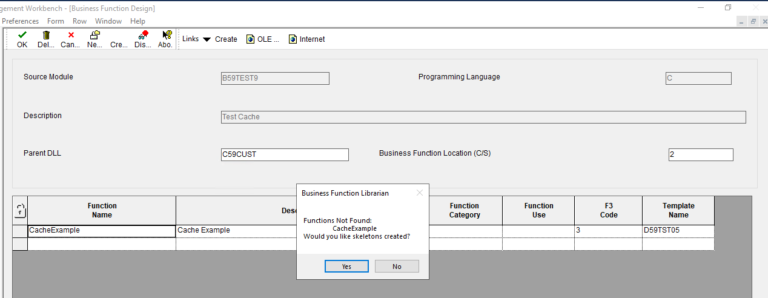 gement Workbench - [Business Function Design]
Preferences Form Row Window Help
OK Del... Can... Ne... Cre... Dis... Abo. Links Create OLE ... Internet
Source Module B59TEST9 Programming Language C
Description Test Cache
Parent DLL C59CUST Business Function Location (C/S) 2
Business Function Librarian
Functions Not Found:
CacheExample
Would you like skeletons created?
Yes No
Function Name Des Function Category Function Use F3 Code Template Name
CacheExample Cache Example 3 D59TST05